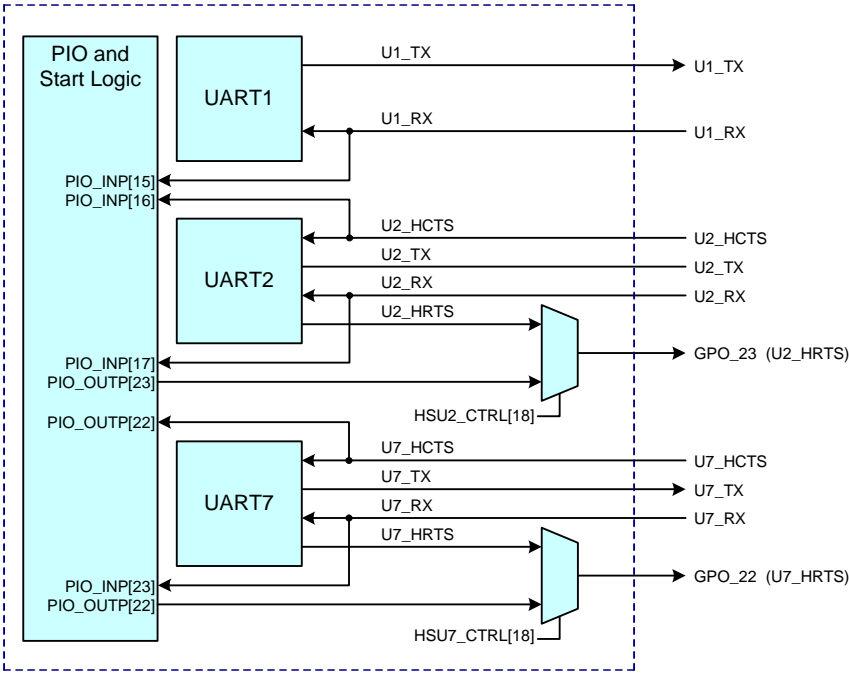 PIO and
Start Logic
UART1
U1_TX
U1_TX
U1_RX
U1_RX
PIO_INP[15]
PIO_INP[16]
UART2
U2_HCTS
U2_HCTS
U2_TX
U2_TX
U2_RX
U2_RX
U2_HRTS
GPO_23 (U2_HRTS)
PIO_INP[17]
PIO_OUTP[23]
HSU2_CTRL[18]
PIO_OUTP[22]
UART7
U7_HCTS
U7_HCTS
U7_TX
U7_TX
U7_RX
U7_RX
U7_HRTS
GPO_22 (U7_HRTS)
PIO_INP[23]
PIO_OUTP[22]
HSU7_CTRL[18]